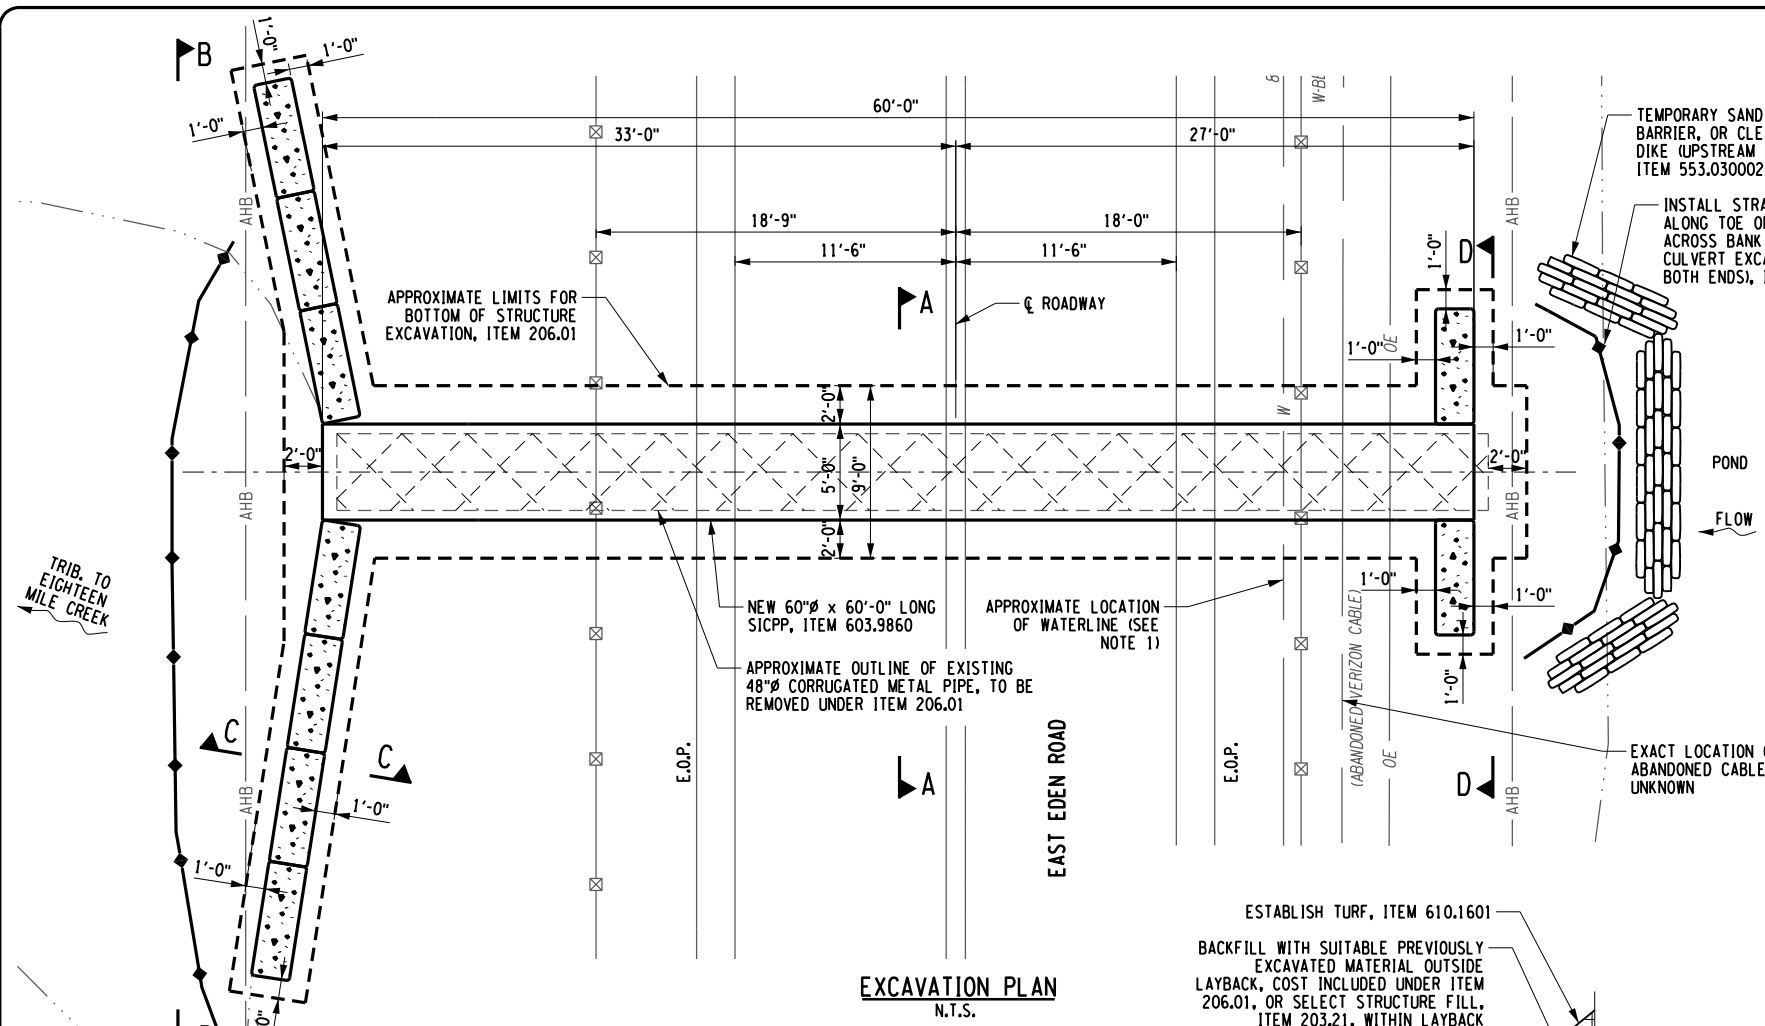 1'-0"
1'-0"
B
1'-0"
60'-0"
33'-0"
27'-0"
8
18'-9"
18'-0"
11'-6"
11'-6"
AHB
AHB
TEMPORARY SAND
BARRIER, OR
DIKE (UPSTREAM
ITEM 553.030002
INSTALL
ALONG TOE
ACROSS BANK
CULVERT
BOTH ENDS),
1'-0"
D
APPROXIMATE LIMITS FOR
BOTTOM OF STRUCTURE
EXCAVATION, ITEM 206.01
A
℄ ROADWAY
1'-0"
OE
1'-0"
W
2'-0"
5'-0"
9'-0"
2'-0"
2'-0"
2'-0"
AHB
AHB
POND
FLOW
TRIB. TO
EIGHTEEN
MILE CREEK
NEW 60"Ø x 60'-0" LONG
SICPP, ITEM 603.9860
APPROXIMATE LOCATION
OF WATERLINE (SEE
NOTE 1)
1'-0"
1'-0"
1'-0"
APPROXIMATE OUTLINE OF EXISTING
48"Ø CORRUGATED METAL PIPE, TO BE
REMOVED UNDER ITEM 206.01
(ABANDONED VERIZON CABLE)
OE
C
C
E.O.P.
A
EAST EDEN ROAD
E.O.P.
D
AHB
AHB
EXACT LOCATION
ABANDONED CABLE
UNKNOWN
1'-0"
1'-0"
ESTABLISH TURF, ITEM 610.1601
BACKFILL WITH SUITABLE PREVIOUSLY
EXCAVATED MATERIAL OUTSIDE
LAYBACK, COST INCLUDED UNDER ITEM
206.01, OR SELECT STRUCTURE FILL,
ITEM 203.21, WITHIN LAYBACK
EXCAVATION PLAN
N.T.S.